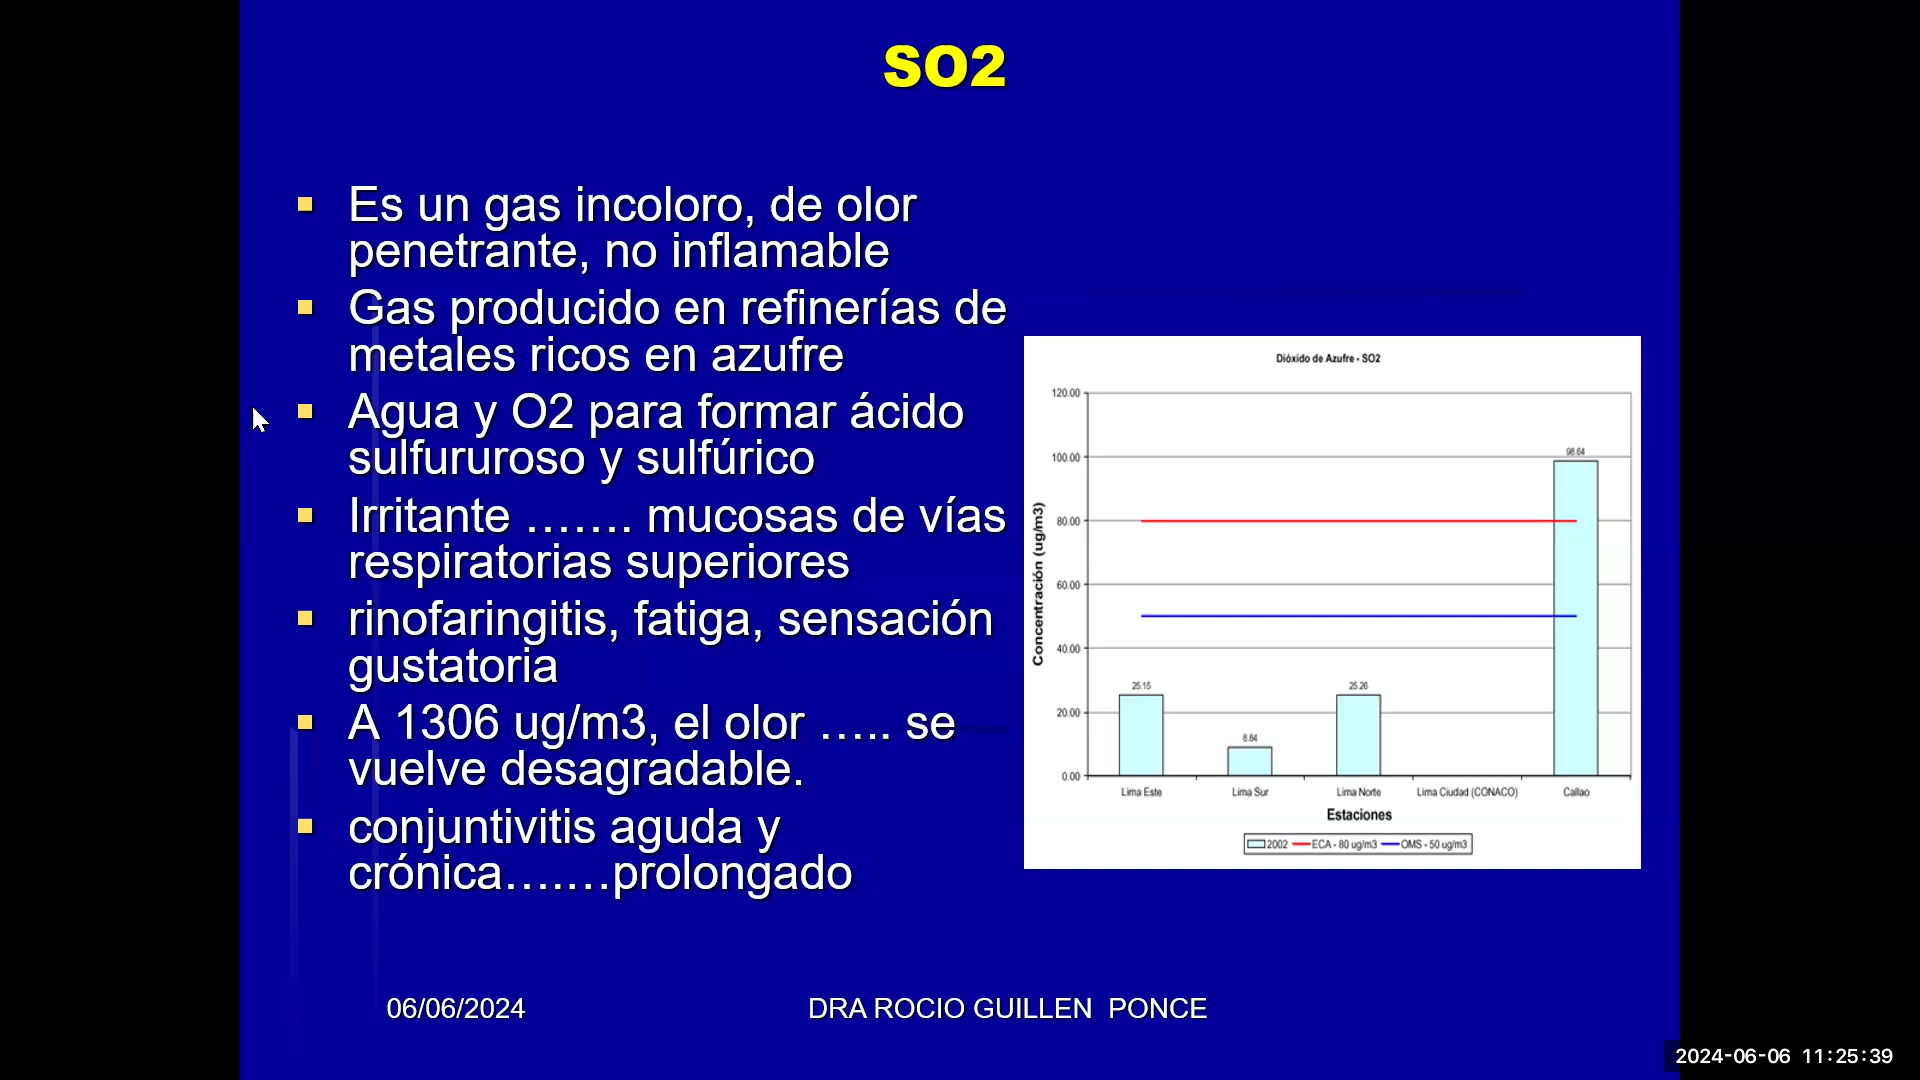 SO2
Es un gas incoloro, de olor
penetrante, no inflamable
Gas producido en refinerías de
metales ricos en azufre
Agua y O2 para formar ácido
sulfururoso y sulfúrico
Irritante ……. mucosas de vías
respiratorias superiores
rinofaringitis, fatiga, sensación
gustatoria
A 1306 ug/m3, el olor ….. se
vuelve desagradable.
conjuntivitis aguda y
crónica….…prolongado
Dióxido de Azufre - SO2
Concentración (ug/m3)
120.00
100.00
80.00
60.00
40.00
20.00
0.00
25.15
8.84
25.26
98.64
Lima Este
Lima Sur
Lima Norte
Lima Ciudad (CONACO)
Callao
Estaciones
2002 ECA - 80 ug/m3 OMS - 50 ug/m3
06/06/2024
DRA ROCIO GUILLEN PONCE
2024-06-06 11:25:39